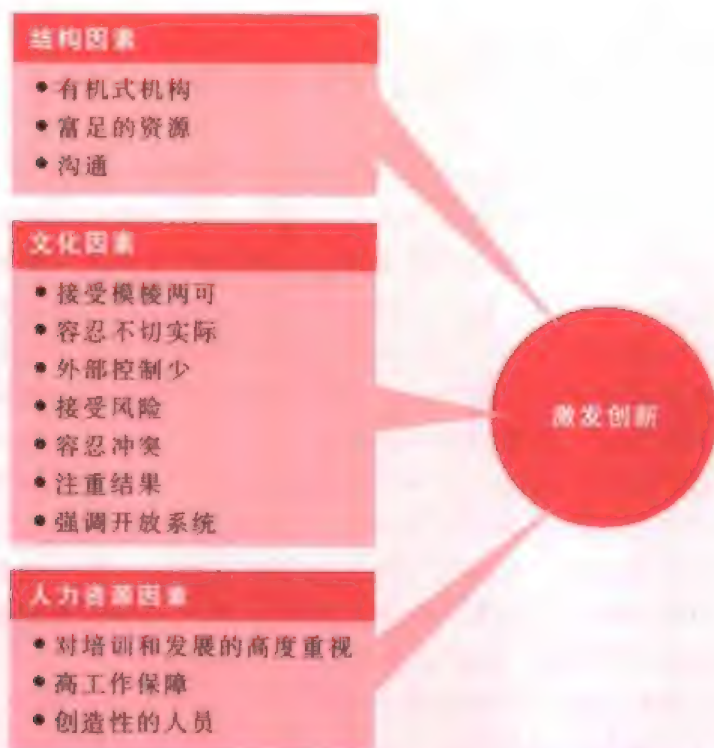 结构因素
● 有机式机构
● 富足的资源
● 沟通
文化因素
● 接受模棱两可
● 容忍不切实际
● 外部控制少
● 接受风险
● 容忍冲突
● 注重结果
● 强调开放系统
人力资源因素
● 对培训和发展的高度重视
● 高工作保障
● 创造性的人员
激发创新